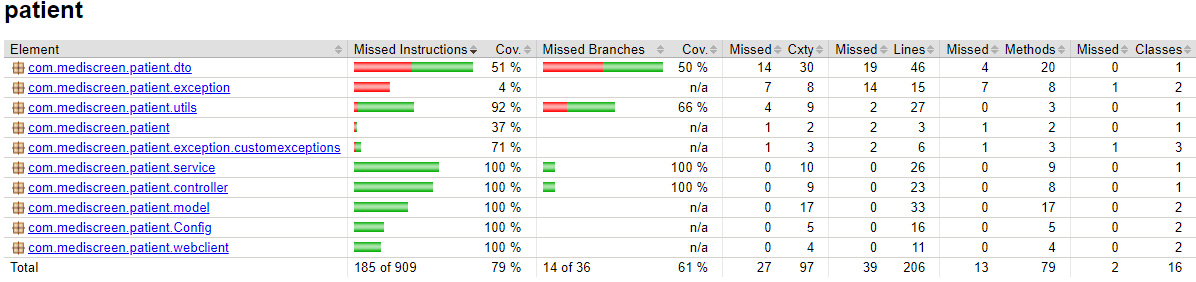 patient
Element Missed Instructions Cov. Missed Branches Cov. Missed Cxty Missed Lines Missed Methods Missed Classes
com.mediscreen.patient.dto 51 % 50 % 14 30 19 46 4 20 0 1
com.mediscreen.patient.exception 4 % n/a 7 8 14 15 7 8 1 2
com.mediscreen.patient.utils 92 % 66 % 4 9 2 27 0 3 0 1
com.mediscreen.patient 37 % n/a 1 2 2 3 1 2 0 1
com.mediscreen.patient.exception.customexceptions 71 % n/a 1 3 2 6 1 3 1 3
com.mediscreen.patient.service 100 % 100 % 0 10 0 26 0 9 0 1
com.mediscreen.patient.controller 100 % 100 % 0 9 0 23 0 8 0 1
com.mediscreen.patient.model 100 % n/a 0 17 0 33 0 17 0 2
com.mediscreen.patient.Config 100 % n/a 0 5 0 16 0 5 0 2
com.mediscreen.patient.webclient 100 % n/a 0 4 0 11 0 4 0 2
Total 185 of 909 79 % 14 of 36 61 % 27 97 39 206 13 79 2 16